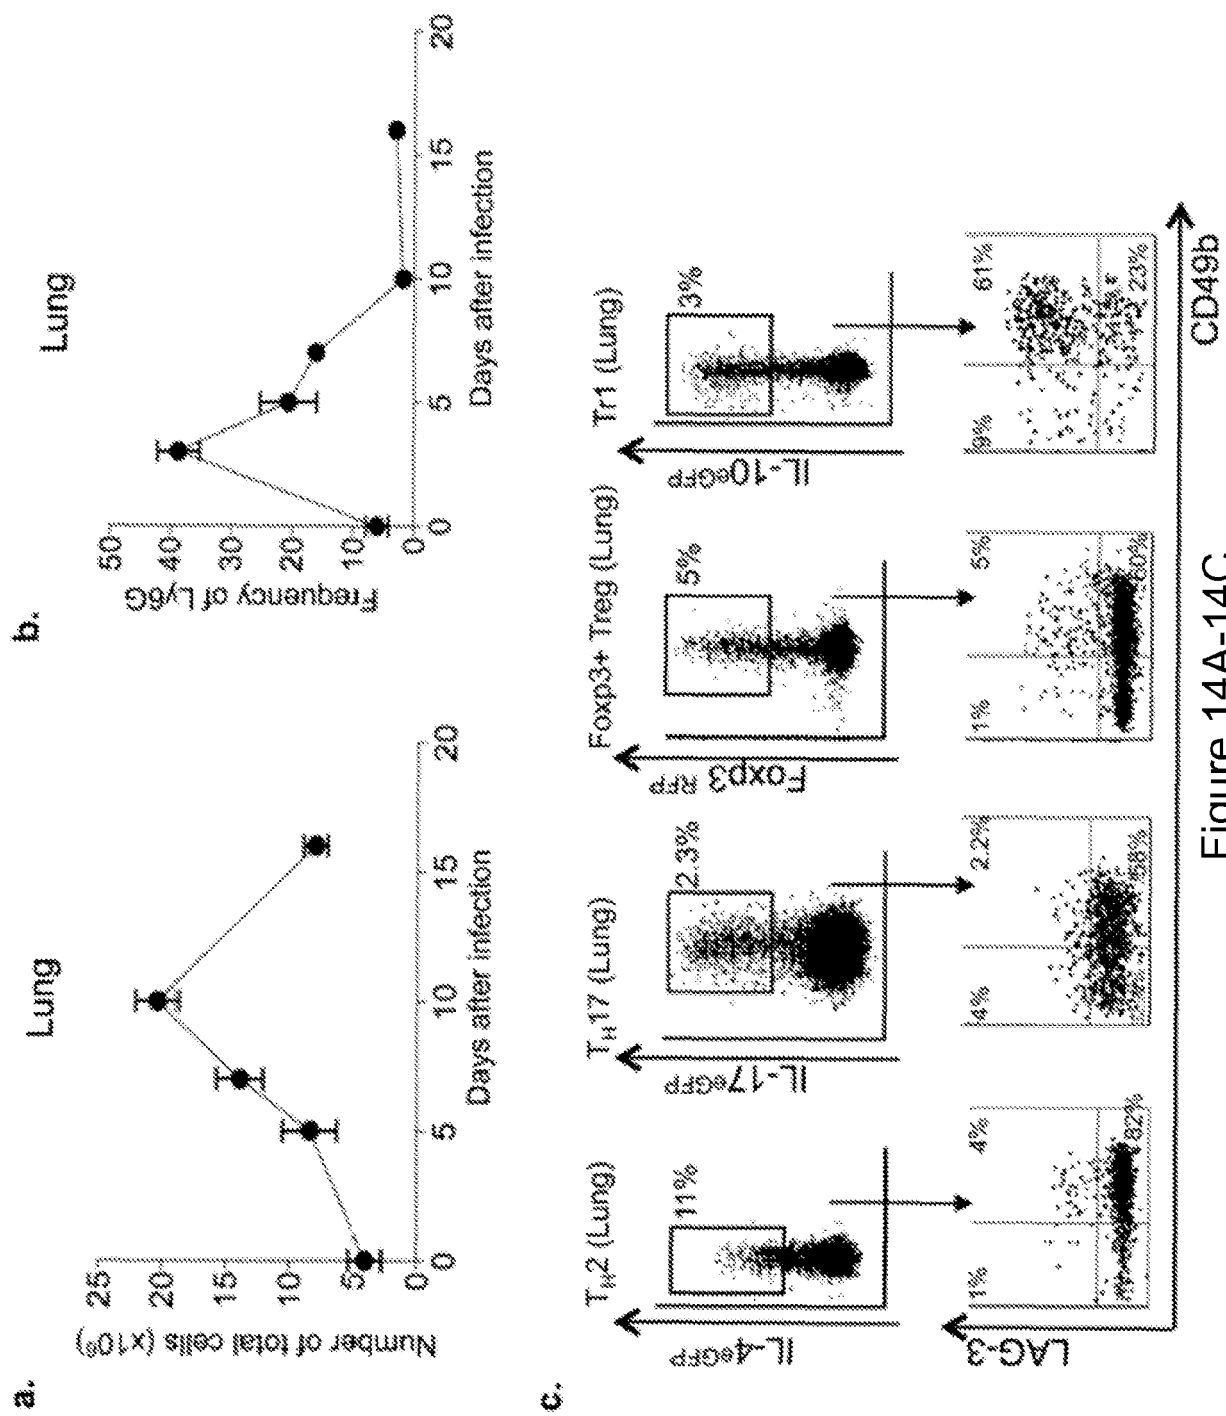 a.
Lung
Number of total cells (x10⁶)
25
20
15
10
5
0
0
5
10
15
20
Days after infection
b.
Lung
Frequency of Ly6G
50
40
30
20
10
0
0
5
10
15
20
Days after infection
c.
TH2 (Lung)
IL-4eGFP
11%
TH17 (Lung)
IL-17eGFP
2.3%
Foxp3+ Treg (Lung)
Foxp3 RFP
5%
Tr1 (Lung)
IL-10eGFP
3%
LAG-3
1%
4%
82%
4%
2.2%
58%
1%
5%
60%
9%
61%
23%
CD49b
Figure 14A-14C